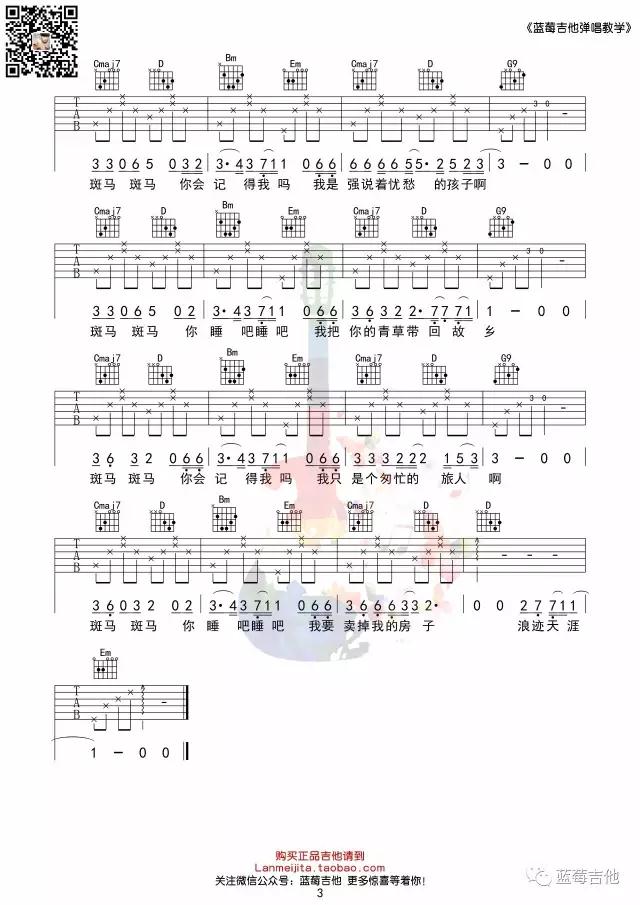 《蓝莓吉他弹唱教学》
Cmaj7 D Bm Em Cmaj7 D G9
T A B 3 0 -
3 3 0 6 5 0 3 2 3· 4 3 7 1 1 0 6 6 6 6 6 6 5 5· 2 5 2 3 3 - 0 0
斑马 斑马 你会 记 得我 吗 我是 强说着忧愁 的孩子啊
Cmaj7 D Bm Em Cmaj7 D G9
T A B 3 0 -
3 3 0 6 5 0 2 3· 4 3 7 1 1 0 6 6 3 6 3 2 2· 7 7 7 1 1 - 0 0
斑马 斑马 你 睡 吧睡吧 我把 你的青草带 回 故 乡
Cmaj7 D Bm Em Cmaj7 D G9
T A B 3 0 -
3 6 3 2 0 6 6 3· 4 3 7 1 1 0 6 6 3 3 3 2 2 2 1 5 3 3 - 0 0
斑马 斑马 你会 记 得我 吗 我只 是个匆忙的 旅人 啊
Cmaj7 D Bm Em Cmaj7 D D
T A B - - -
3 6 0 3 2 0 2 3· 4 3 7 1 1 0 6 6 3 6 6 6 3 3 2· 0 0 2 7 7 1 1
斑马 斑马 你 睡 吧睡吧 我要 卖掉我的房子 浪迹天涯
Em
T A B -
1 - 0 0
购买正品吉他请到
Lanmeijita.taobao.com
关注微信公众号：蓝莓吉他 更多惊喜等着你！
3
蓝莓吉他